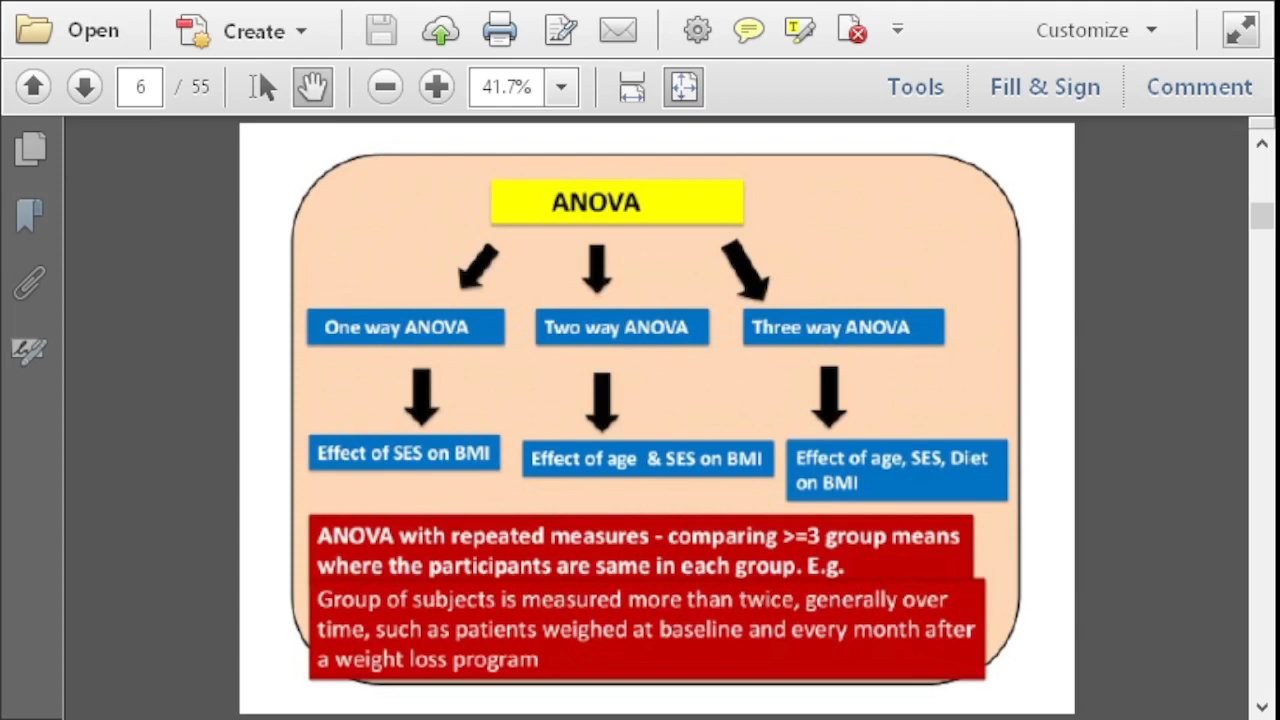 Open
Create
Customize
6 / 55
41.7%
Tools
Fill & Sign
Comment
ANOVA
One way ANOVA
Two way ANOVA
Three way ANOVA
Effect of SES on BMI
Effect of age & SES on BMI
Effect of age, SES, Diet
on BMI
ANOVA with repeated measures - comparing >=3 group means
where the participants are same in each group. E.g.
Group of subjects is measured more than twice, generally over
time, such as patients weighed at baseline and every month after
a weight loss program